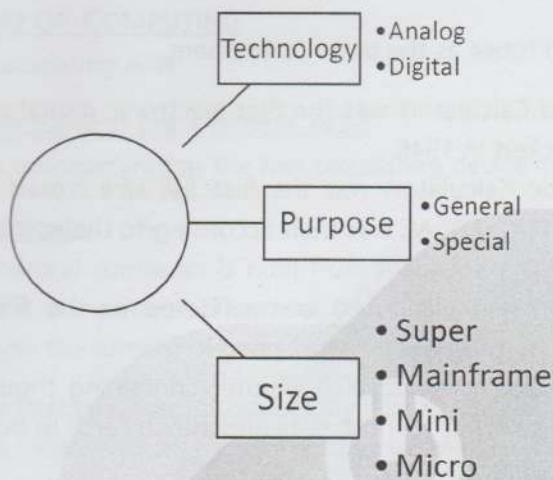 Technology
• Analog
• Digital
Purpose
• General
• Special
Size
• Super
• Mainframe
• Mini
• Micro